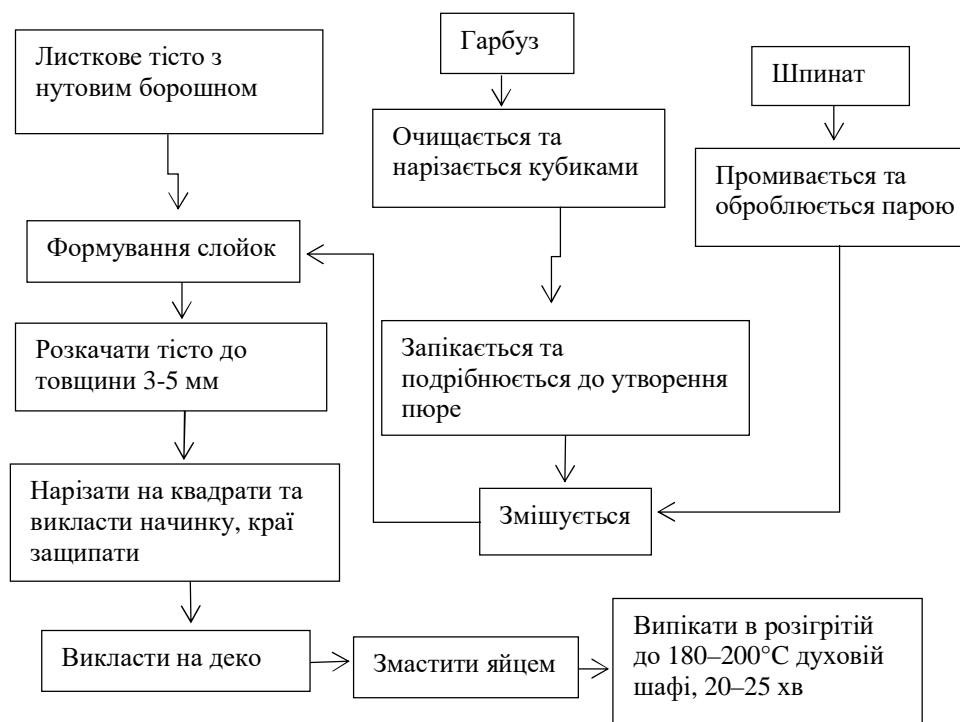 Листкове тісто з
нутовим борошном
Гарбуз
Шпинат
Очищається та
нарізається кубиками
Промивається та
оброблюється парою
Формування слойок
Розкачати тісто до
товщини 3-5 мм
Запікається та
подрібнюється до утворення
пюре
Нарізати на квадрати та
викласти начинку, краї
защипати
Змішується
Викласти на деко
Змастити яйцем
Випікати в розігрітій
до 180–200°С духовій
шафі, 20–25 хв